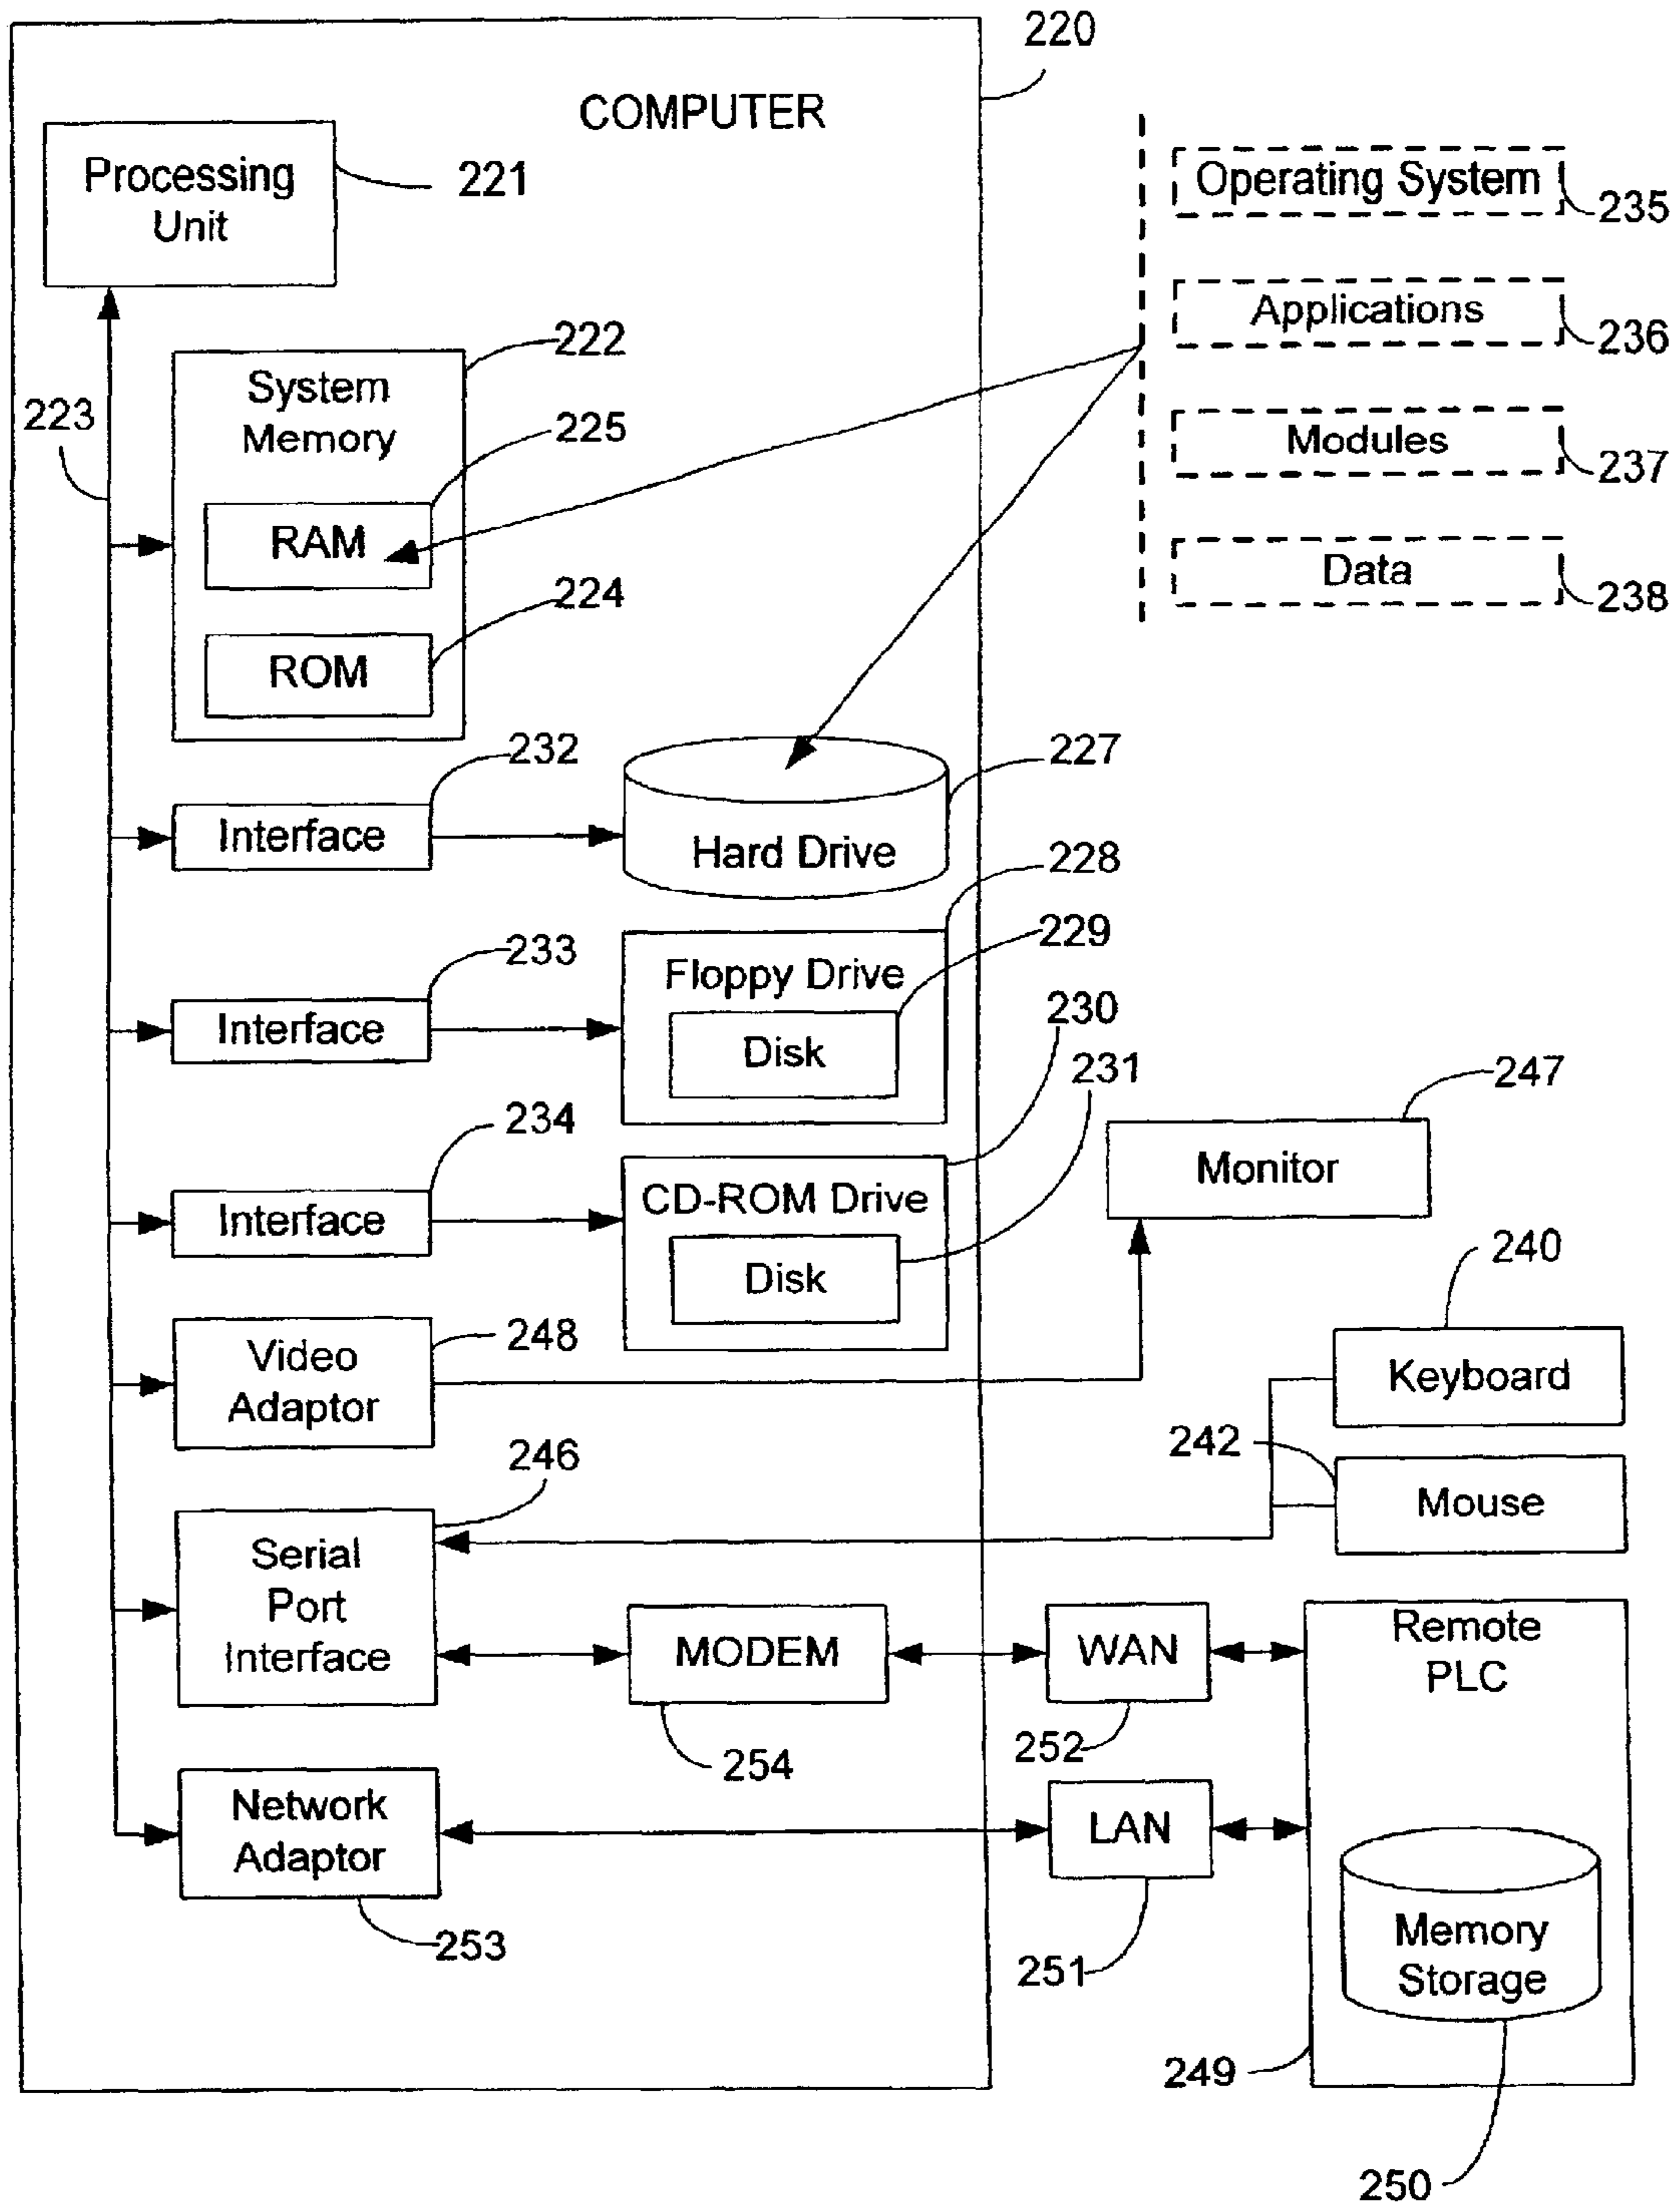 220
COMPUTER
Processing
Unit
221
Operating System
235
Applications
236
222
System
Memory
223
225
Modules
237
RAM
Data
238
224
ROM
232
Interface
227
Hard Drive
228
229
233
Floppy Drive
Interface
Disk
230
231
247
Monitor
234
CD-ROM Drive
Interface
Disk
240
Keyboard
248
Video
Adaptor
242
Mouse
246
Serial
Port
Interface
MODEM
WAN
Remote
PLC
254
252
Network
Adaptor
LAN
253
251
Memory
Storage
249
250